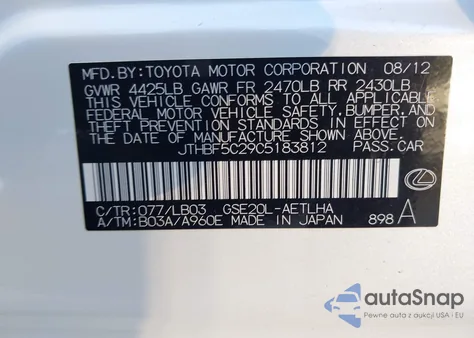 MFD. BY: TOYOTA MOTOR CORPORATION 08/12
GVWR 4425LB GAWR FR 2470LB RR 2430LB
THIS VEHICLE CONFORMS TO ALL APPLICABLE
FEDERAL MOTOR VEHICLE SAFETY, BUMPER, AND
THEFT PREVENTION STANDARDS IN EFFECT ON
THE DATE OF MANUFACTURE SHOWN ABOVE.
JTHBF5C29C5183812 PASS. CAR
C/TR: 077/LB03 GSE20L-AETLHA
A/TM: B03A/A960E MADE IN JAPAN 898 A
autoSnap
Pewne auta z USA i EU